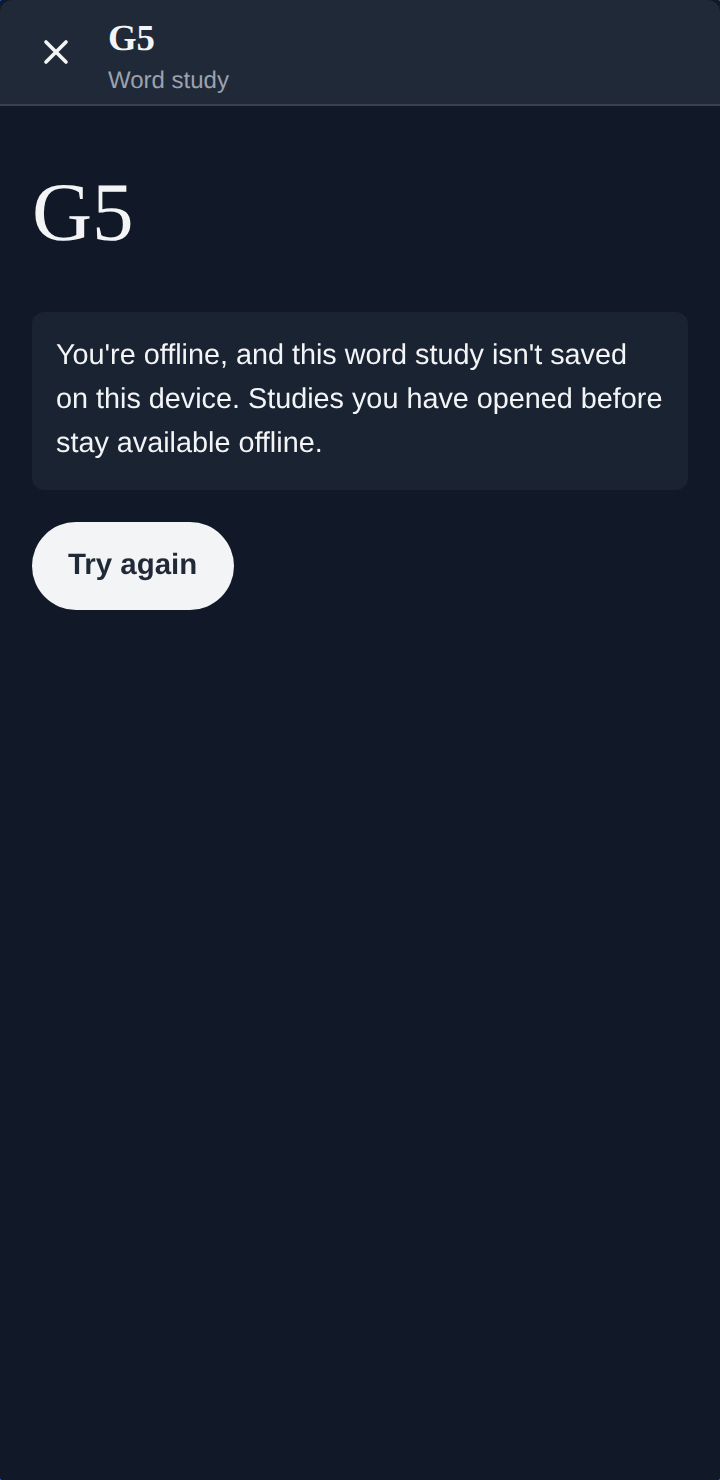 G5
Word study
G5
You're offline, and this word study isn't saved
on this device. Studies you have opened before
stay available offline.
Try again